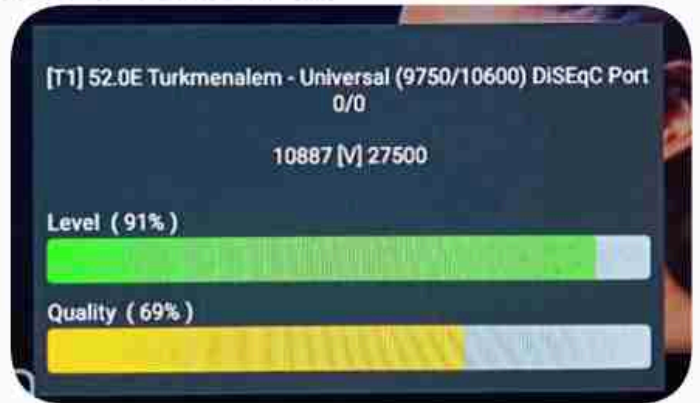 [T1] 52.0E Turkmenalem - Universal (9750/10600) DiSEqC Port
0/0
10887 [V] 27500
Level ( 91% )
Quality ( 69% )